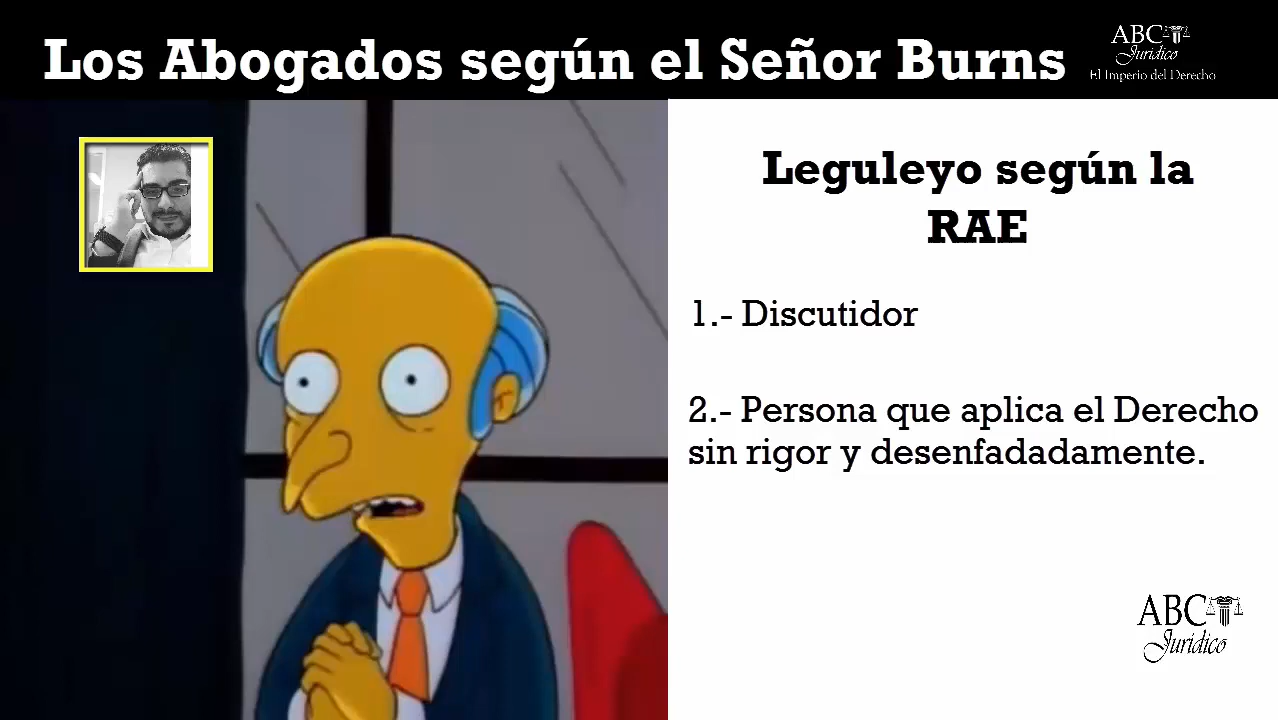 Los Abogados según el Señor Burns
ABC
Jurídico
El Imperio del Derecho
Leguleyo según la
RAE
1.- Discutidor
2.- Persona que aplica el Derecho
sin rigor y desenfadadamente.
ABC
Jurídico